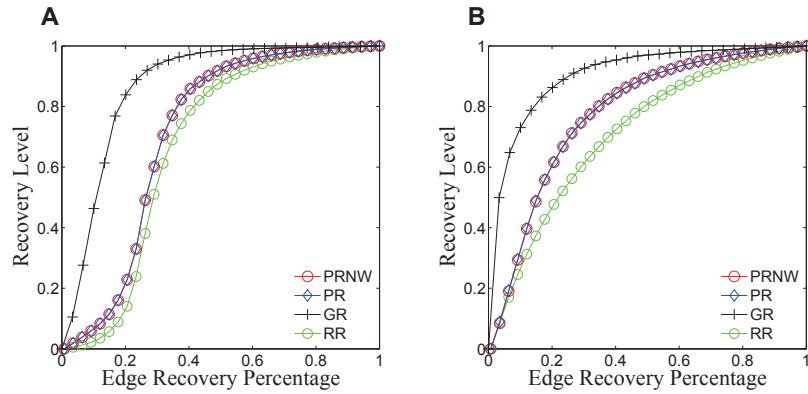 A
1
0.8
0.6
0.4
0.2
0
0 0.2 0.4 0.6 0.8 1
Recovery Level
Edge Recovery Percentage
PRNW
PR
GR
RR
B
1
0.8
0.6
0.4
0.2
0
0 0.2 0.4 0.6 0.8 1
Recovery Level
Edge Recovery Percentage
PRNW
PR
GR
RR